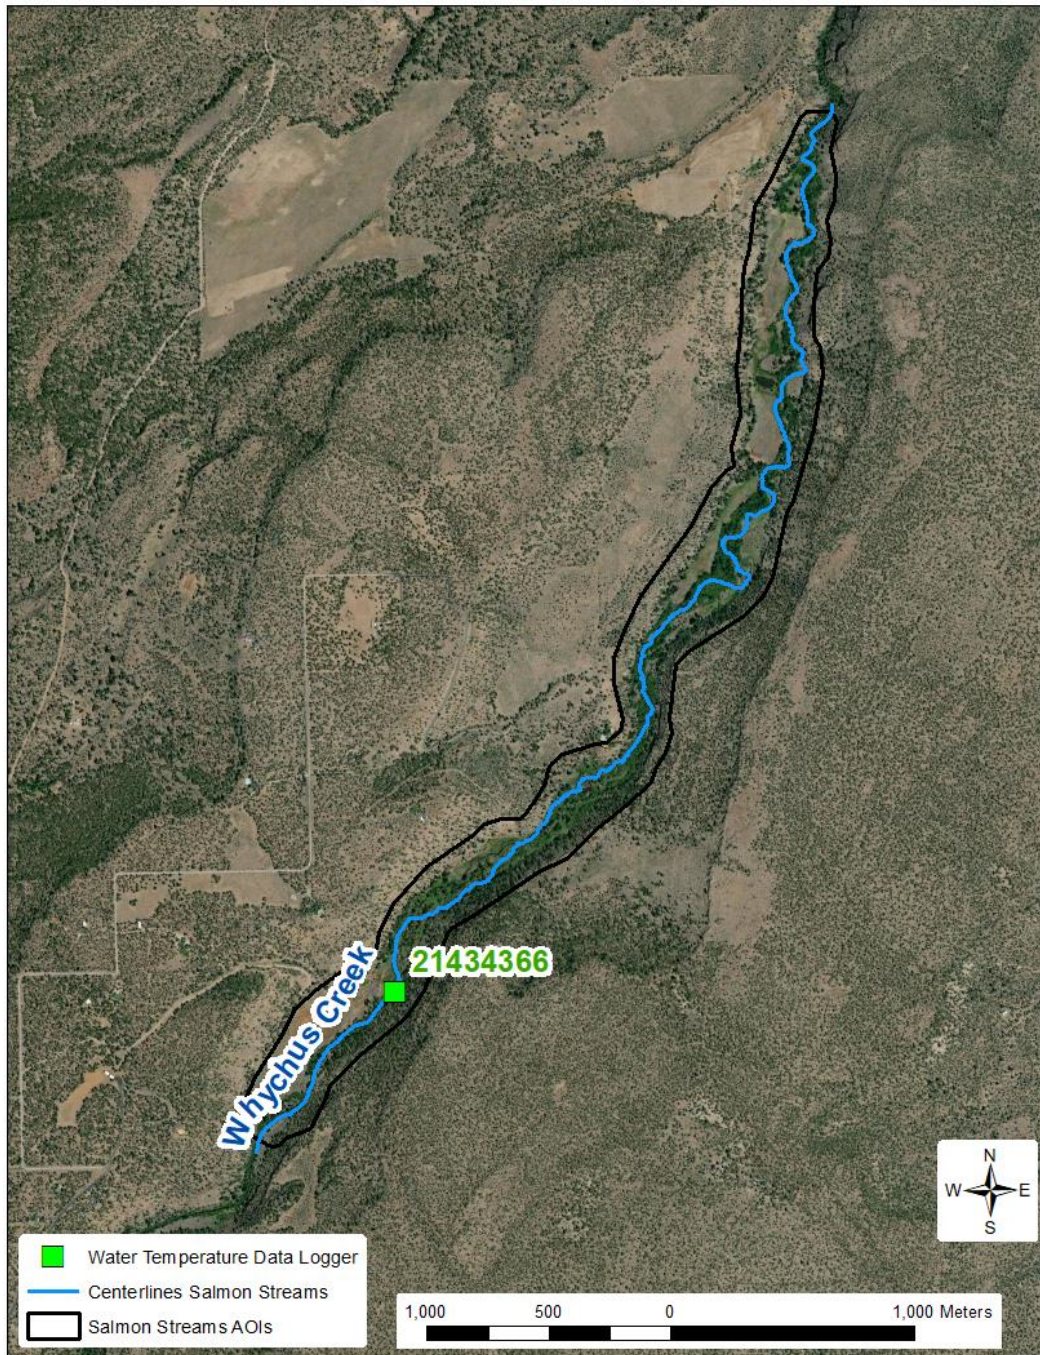 21434366
Whychus Creek
N
W E
S
Water Temperature Data Logger
Centerlines Salmon Streams
Salmon Streams AOIs
1,000 500 0 1,000 Meters